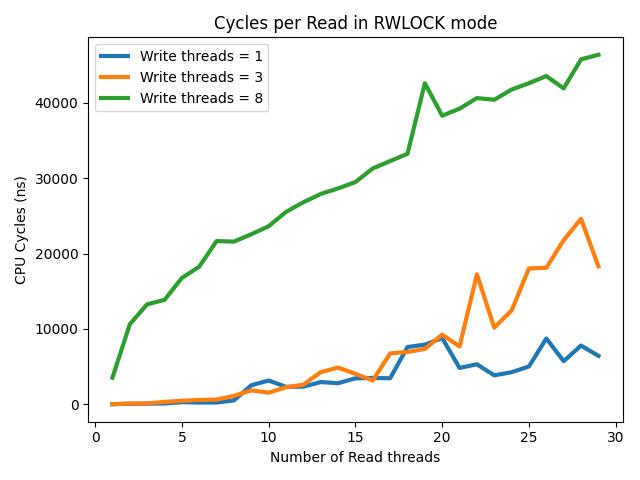 Cycles per Read in RWLOCK mode
Write threads = 1
Write threads = 3
Write threads = 8
CPU Cycles (ns)
40000
30000
20000
10000
0
0 5 10 15 20 25 30
Number of Read threads